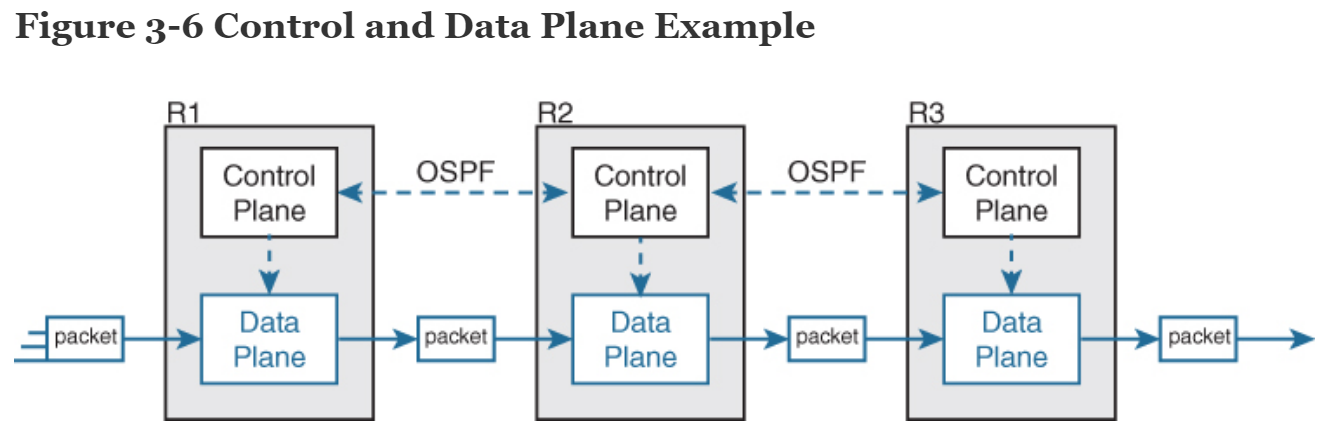 Figure 3-6 Control and Data Plane Example
R1
R2
R3
Control
Plane
OSPF
Control
Plane
OSPF
Control
Plane
packet
Data
Plane
packet
Data
Plane
packet
Data
Plane
packet